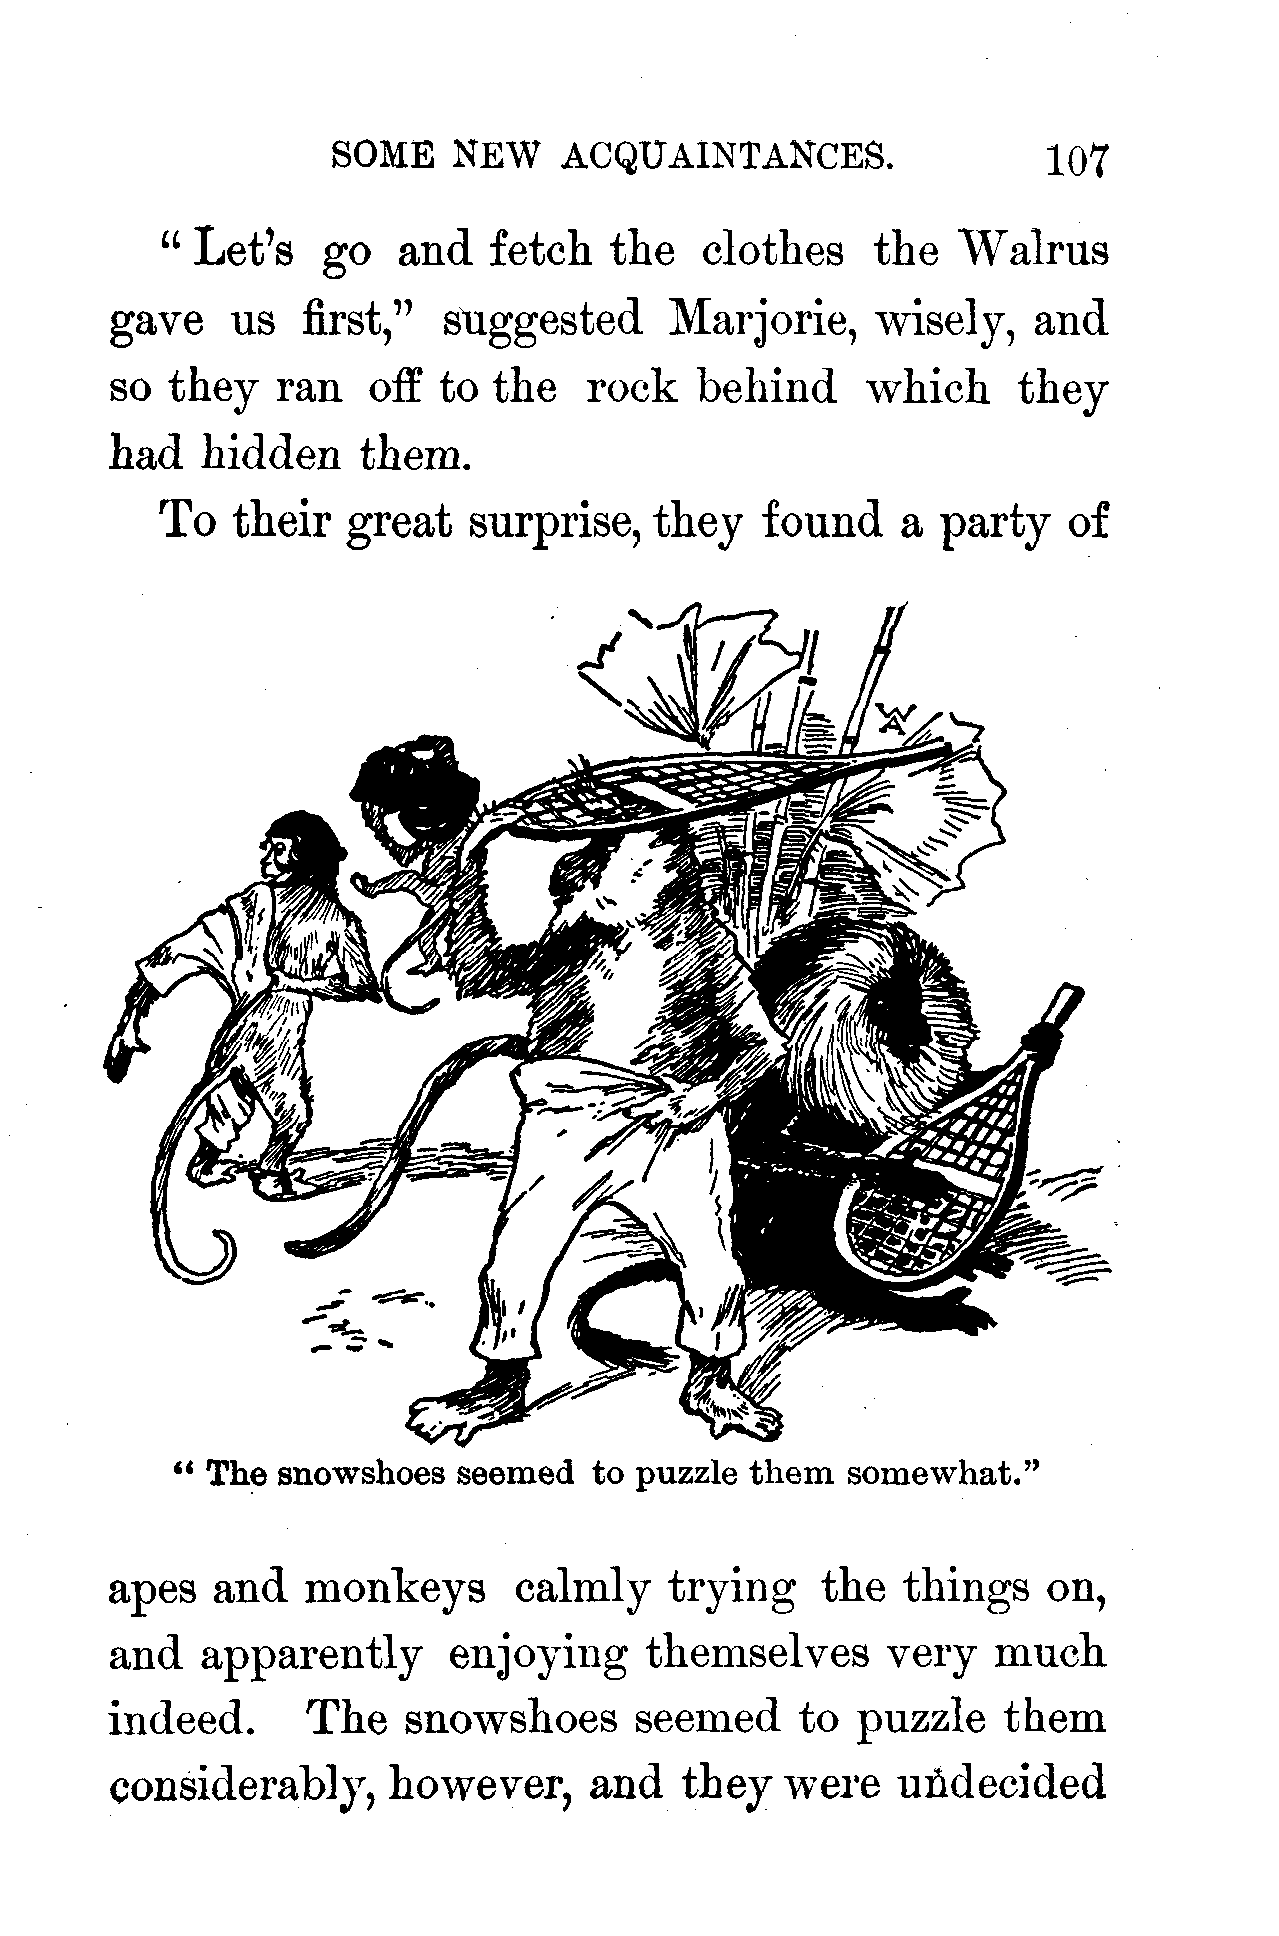 SOME NEW ACQUAINTANCES. 107
“ Let’s go and fetch the clothes the Walrus
gave us first,” suggested Marjorie, wisely, and
so they ran off to the rock behind which they
had hidden them.
To their great surprise, they found a party of
WA
“ The snowshoes seemed to puzzle them somewhat.”
apes and monkeys calmly trying the things on,
and apparently enjoying themselves very much
indeed. The snowshoes seemed to puzzle them
considerably, however, and they were undecided